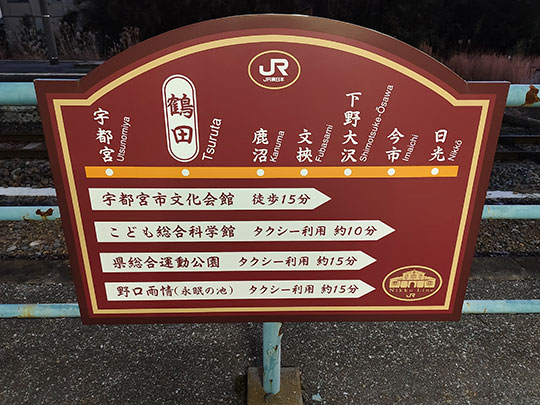 JR
JR東日本
宇都宮 Utsunomiya
鶴田 Tsuruta
鹿沼 Kanuma
文挾 Fubasami
下野大沢 Shimotsuke-Ōsawa
今市 Imaichi
日光 Nikkō
宇都宮市文化会館 徒歩15分
こども総合科学館 タクシー利用 約10分
県総合運動公園 タクシー利用 約15分
野口雨情(永眠の池) タクシー利用 約15分
Nikkō Line
JR